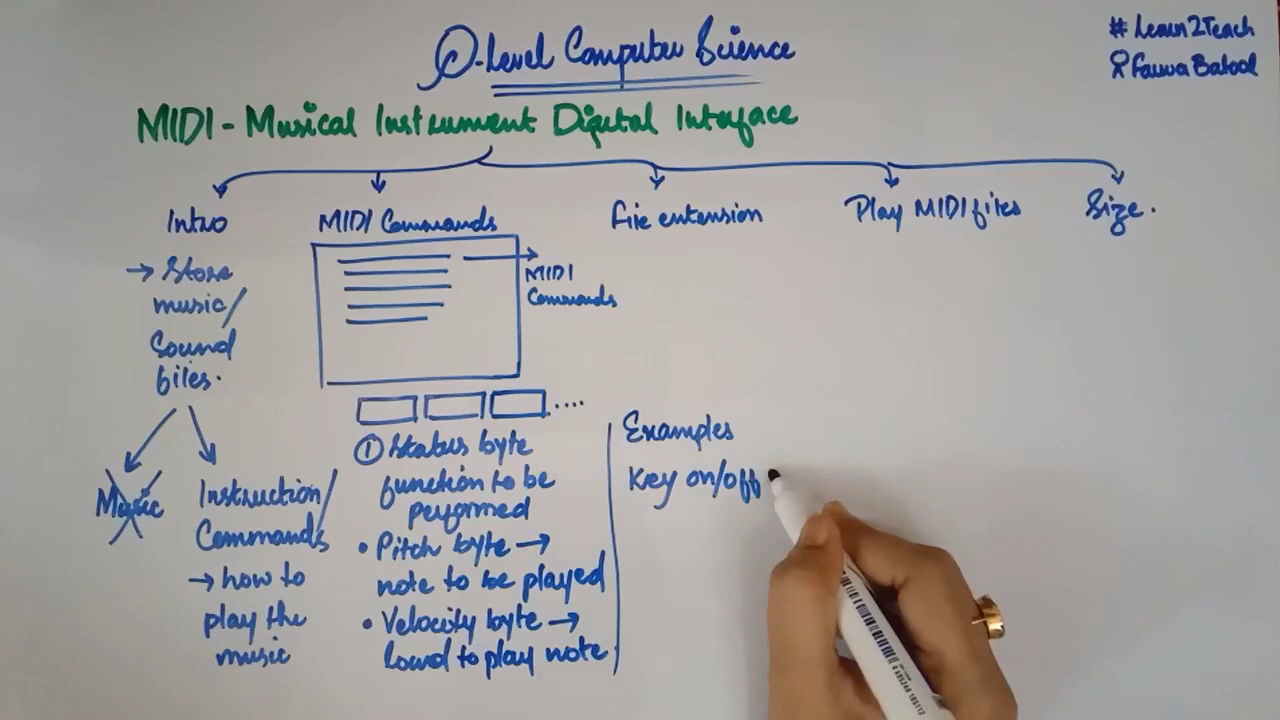 O-Level Computer Science
# Learn2Teach
FawwaBatool
MIDI - Musical Instrument Digital Interface
Intro
MIDI Commands
File extension
Play MIDI files
Size.
→ Store
music/
Sound
files.
Music
Instruction/
Commands
→ how to
play the
music
MIDI
Commands
....
① Status byte
function to be
performed
• Pitch byte →
note to be played
• Velocity byte →
Loud to play note.
Examples
Key on/off